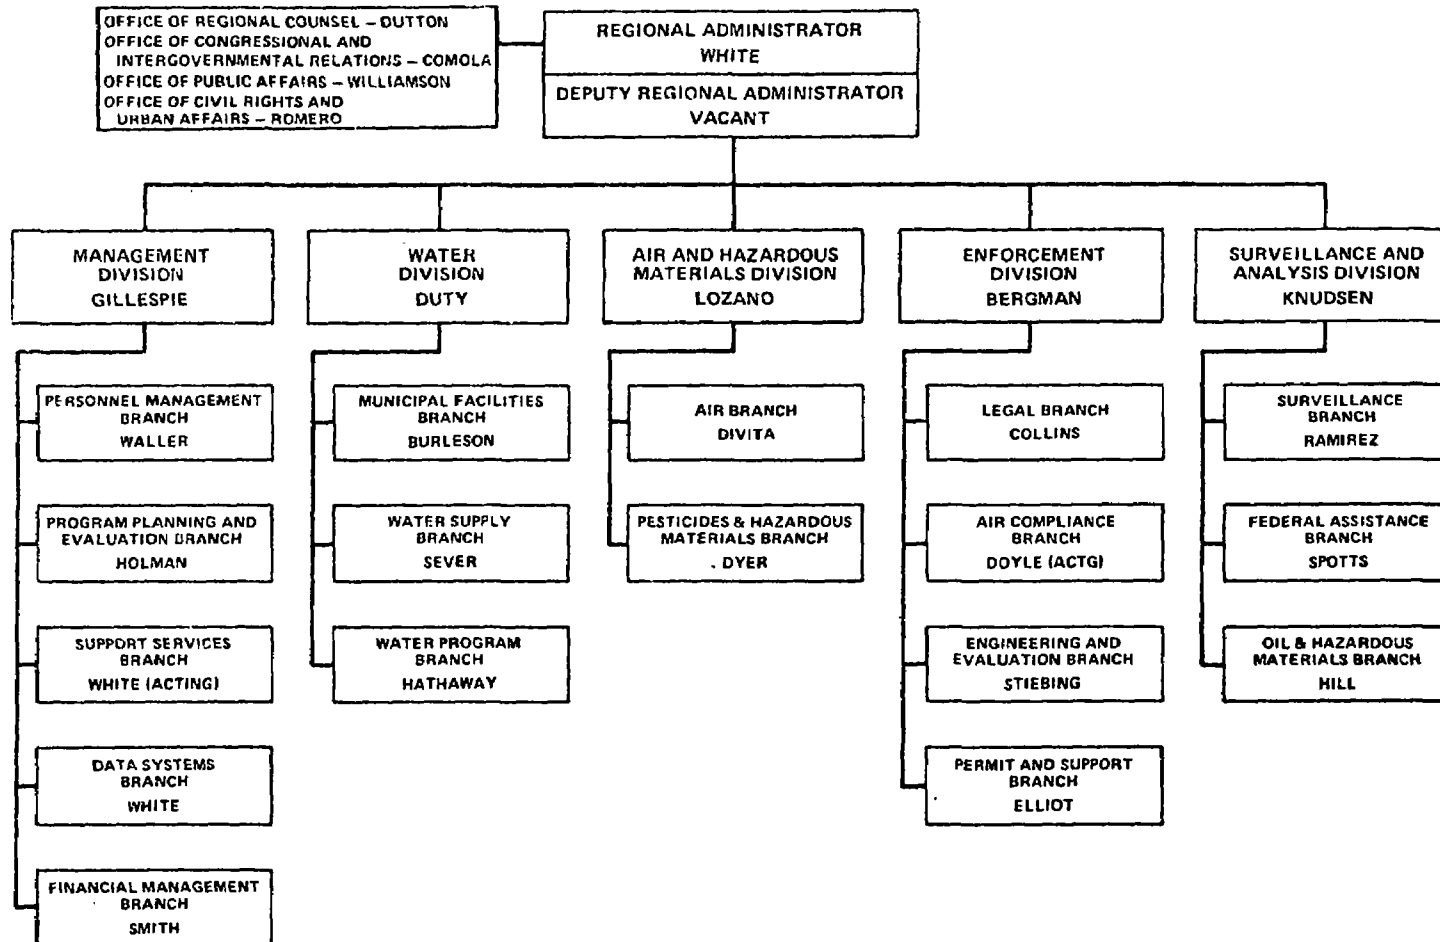 OFFICE OF REGIONAL COUNSEL – DUTTON
OFFICE OF CONGRESSIONAL AND
INTERGOVERNMENTAL RELATIONS – COMOLA
OFFICE OF PUBLIC AFFAIRS – WILLIAMSON
OFFICE OF CIVIL RIGHTS AND
URBAN AFFAIRS – ROMERO
REGIONAL ADMINISTRATOR
WHITE
DEPUTY REGIONAL ADMINISTRATOR
VACANT
MANAGEMENT
DIVISION
GILLESPIE
WATER
DIVISION
DUTY
AIR AND HAZARDOUS
MATERIALS DIVISION
LOZANO
ENFORCEMENT
DIVISION
BERGMAN
SURVEILLANCE AND
ANALYSIS DIVISION
KNUDSEN
PERSONNEL MANAGEMENT
BRANCH
WALLER
PROGRAM PLANNING AND
EVALUATION BRANCH
HOLMAN
SUPPORT SERVICES
BRANCH
WHITE (ACTING)
DATA SYSTEMS
BRANCH
WHITE
FINANCIAL MANAGEMENT
BRANCH
SMITH
MUNICIPAL FACILITIES
BRANCH
BURLESON
WATER SUPPLY
BRANCH
SEVER
WATER PROGRAM
BRANCH
HATHAWAY
AIR BRANCH
DIVITA
PESTICIDES & HAZARDOUS
MATERIALS BRANCH
DYER
LEGAL BRANCH
COLLINS
AIR COMPLIANCE
BRANCH
DOYLE (ACTG)
ENGINEERING AND
EVALUATION BRANCH
STIEBING
PERMIT AND SUPPORT
BRANCH
ELLIOT
SURVEILLANCE
BRANCH
RAMIREZ
FEDERAL ASSISTANCE
BRANCH
SPOTTS
OIL & HAZARDOUS
MATERIALS BRANCH
HILL